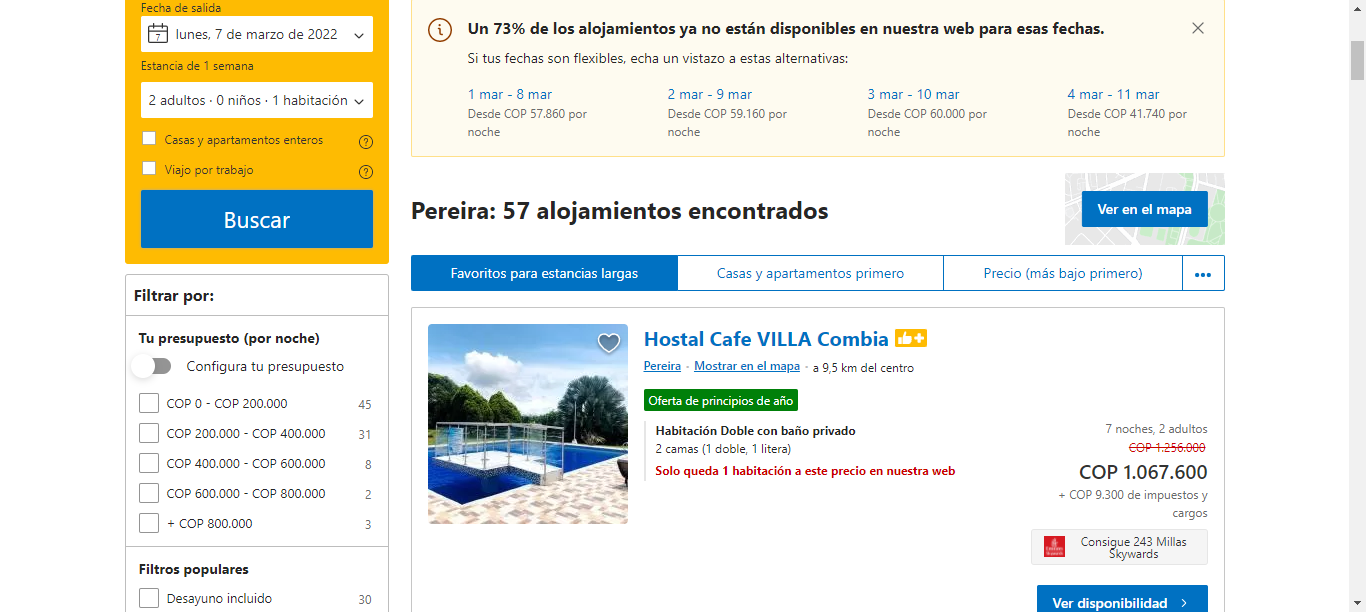 Fecha de salida
7
lunes, 7 de marzo de 2022
Estancia de 1 semana
2 adultos · 0 niños · 1 habitación
Casas y apartamentos enteros
?
Viajo por trabajo
?
Buscar
Filtrar por:
Tu presupuesto (por noche)
Configura tu presupuesto
COP 0 - COP 200.000 45
COP 200.000 - COP 400.000 31
COP 400.000 - COP 600.000 8
COP 600.000 - COP 800.000 2
+ COP 800.000 3
Filtros populares
Desayuno incluido 30
Un 73% de los alojamientos ya no están disponibles en nuestra web para esas fechas.
Si tus fechas son flexibles, echa un vistazo a estas alternativas:
1 mar - 8 mar
Desde COP 57.860 por
noche
2 mar - 9 mar
Desde COP 59.160 por
noche
3 mar - 10 mar
Desde COP 60.000 por
noche
4 mar - 11 mar
Desde COP 41.740 por
noche
Pereira: 57 alojamientos encontrados
Ver en el mapa
Favoritos para estancias largas
Casas y apartamentos primero
Precio (más bajo primero)
Hostal Cafe VILLA Combia
Pereira · Mostrar en el mapa · a 9,5 km del centro
Oferta de principios de año
Habitación Doble con baño privado
2 camas (1 doble, 1 litera)
Solo queda 1 habitación a este precio en nuestra web
7 noches, 2 adultos
COP 1.256.000
COP 1.067.600
+ COP 9.300 de impuestos y
cargos
Consigue 243 Millas
Skywards
Ver disponibilidad